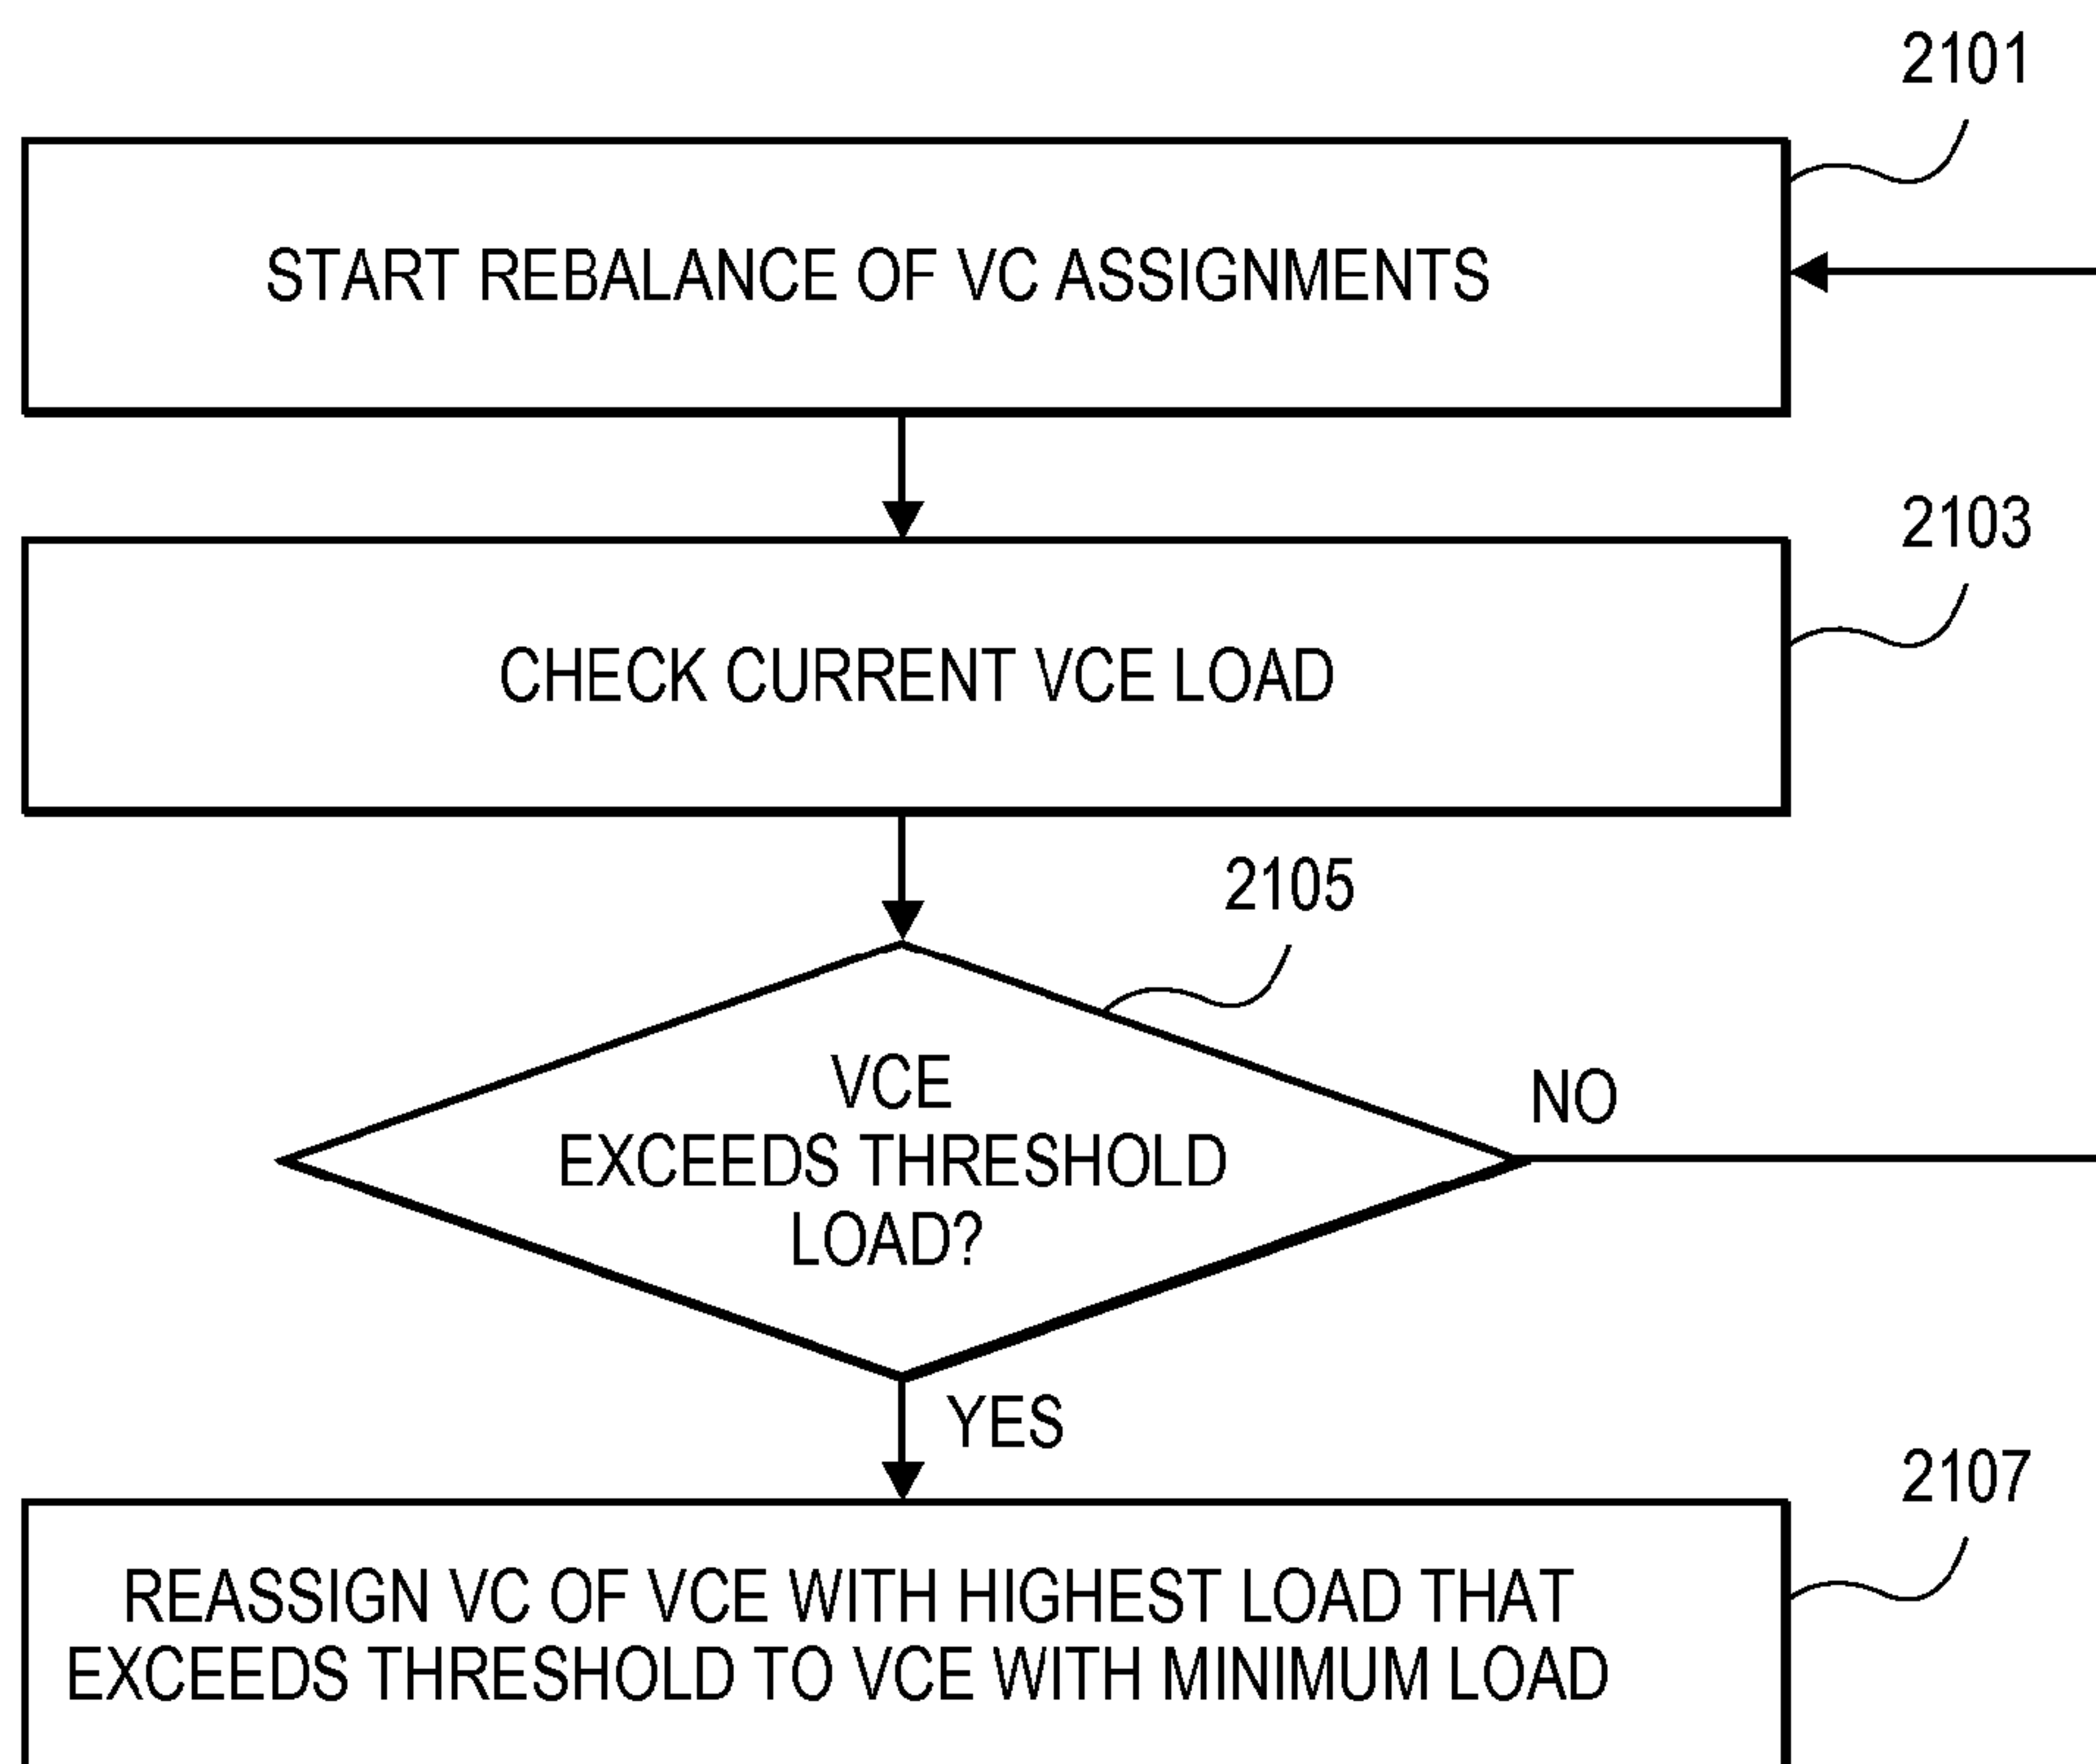 2101
START REBALANCE OF VC ASSIGNMENTS
2103
CHECK CURRENT VCE LOAD
2105
VCE
EXCEEDS THRESHOLD
LOAD?
NO
YES
2107
REASSIGN VC OF VCE WITH HIGHEST LOAD THAT
EXCEEDS THRESHOLD TO VCE WITH MINIMUM LOAD